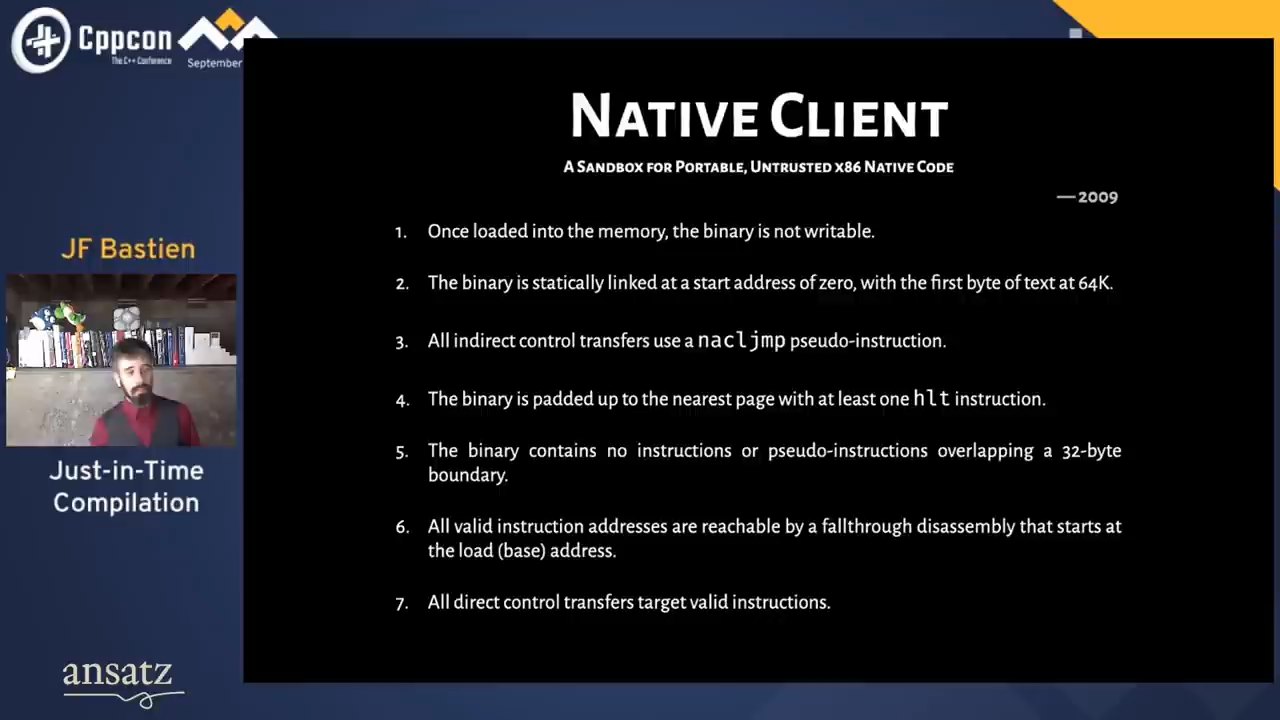 Cppcon
The C++ Conference
September
JF Bastien
Just-in-Time
Compilation
ansatz
NATIVE CLIENT
A SANDBOX FOR PORTABLE, UNTRUSTED X86 NATIVE CODE
—2009
1. Once loaded into the memory, the binary is not writable.
2. The binary is statically linked at a start address of zero, with the first byte of text at 64K.
3. All indirect control transfers use a nacljmp pseudo-instruction.
4. The binary is padded up to the nearest page with at least one hlt instruction.
5. The binary contains no instructions or pseudo-instructions overlapping a 32-byte
boundary.
6. All valid instruction addresses are reachable by a fallthrough disassembly that starts at
the load (base) address.
7. All direct control transfers target valid instructions.